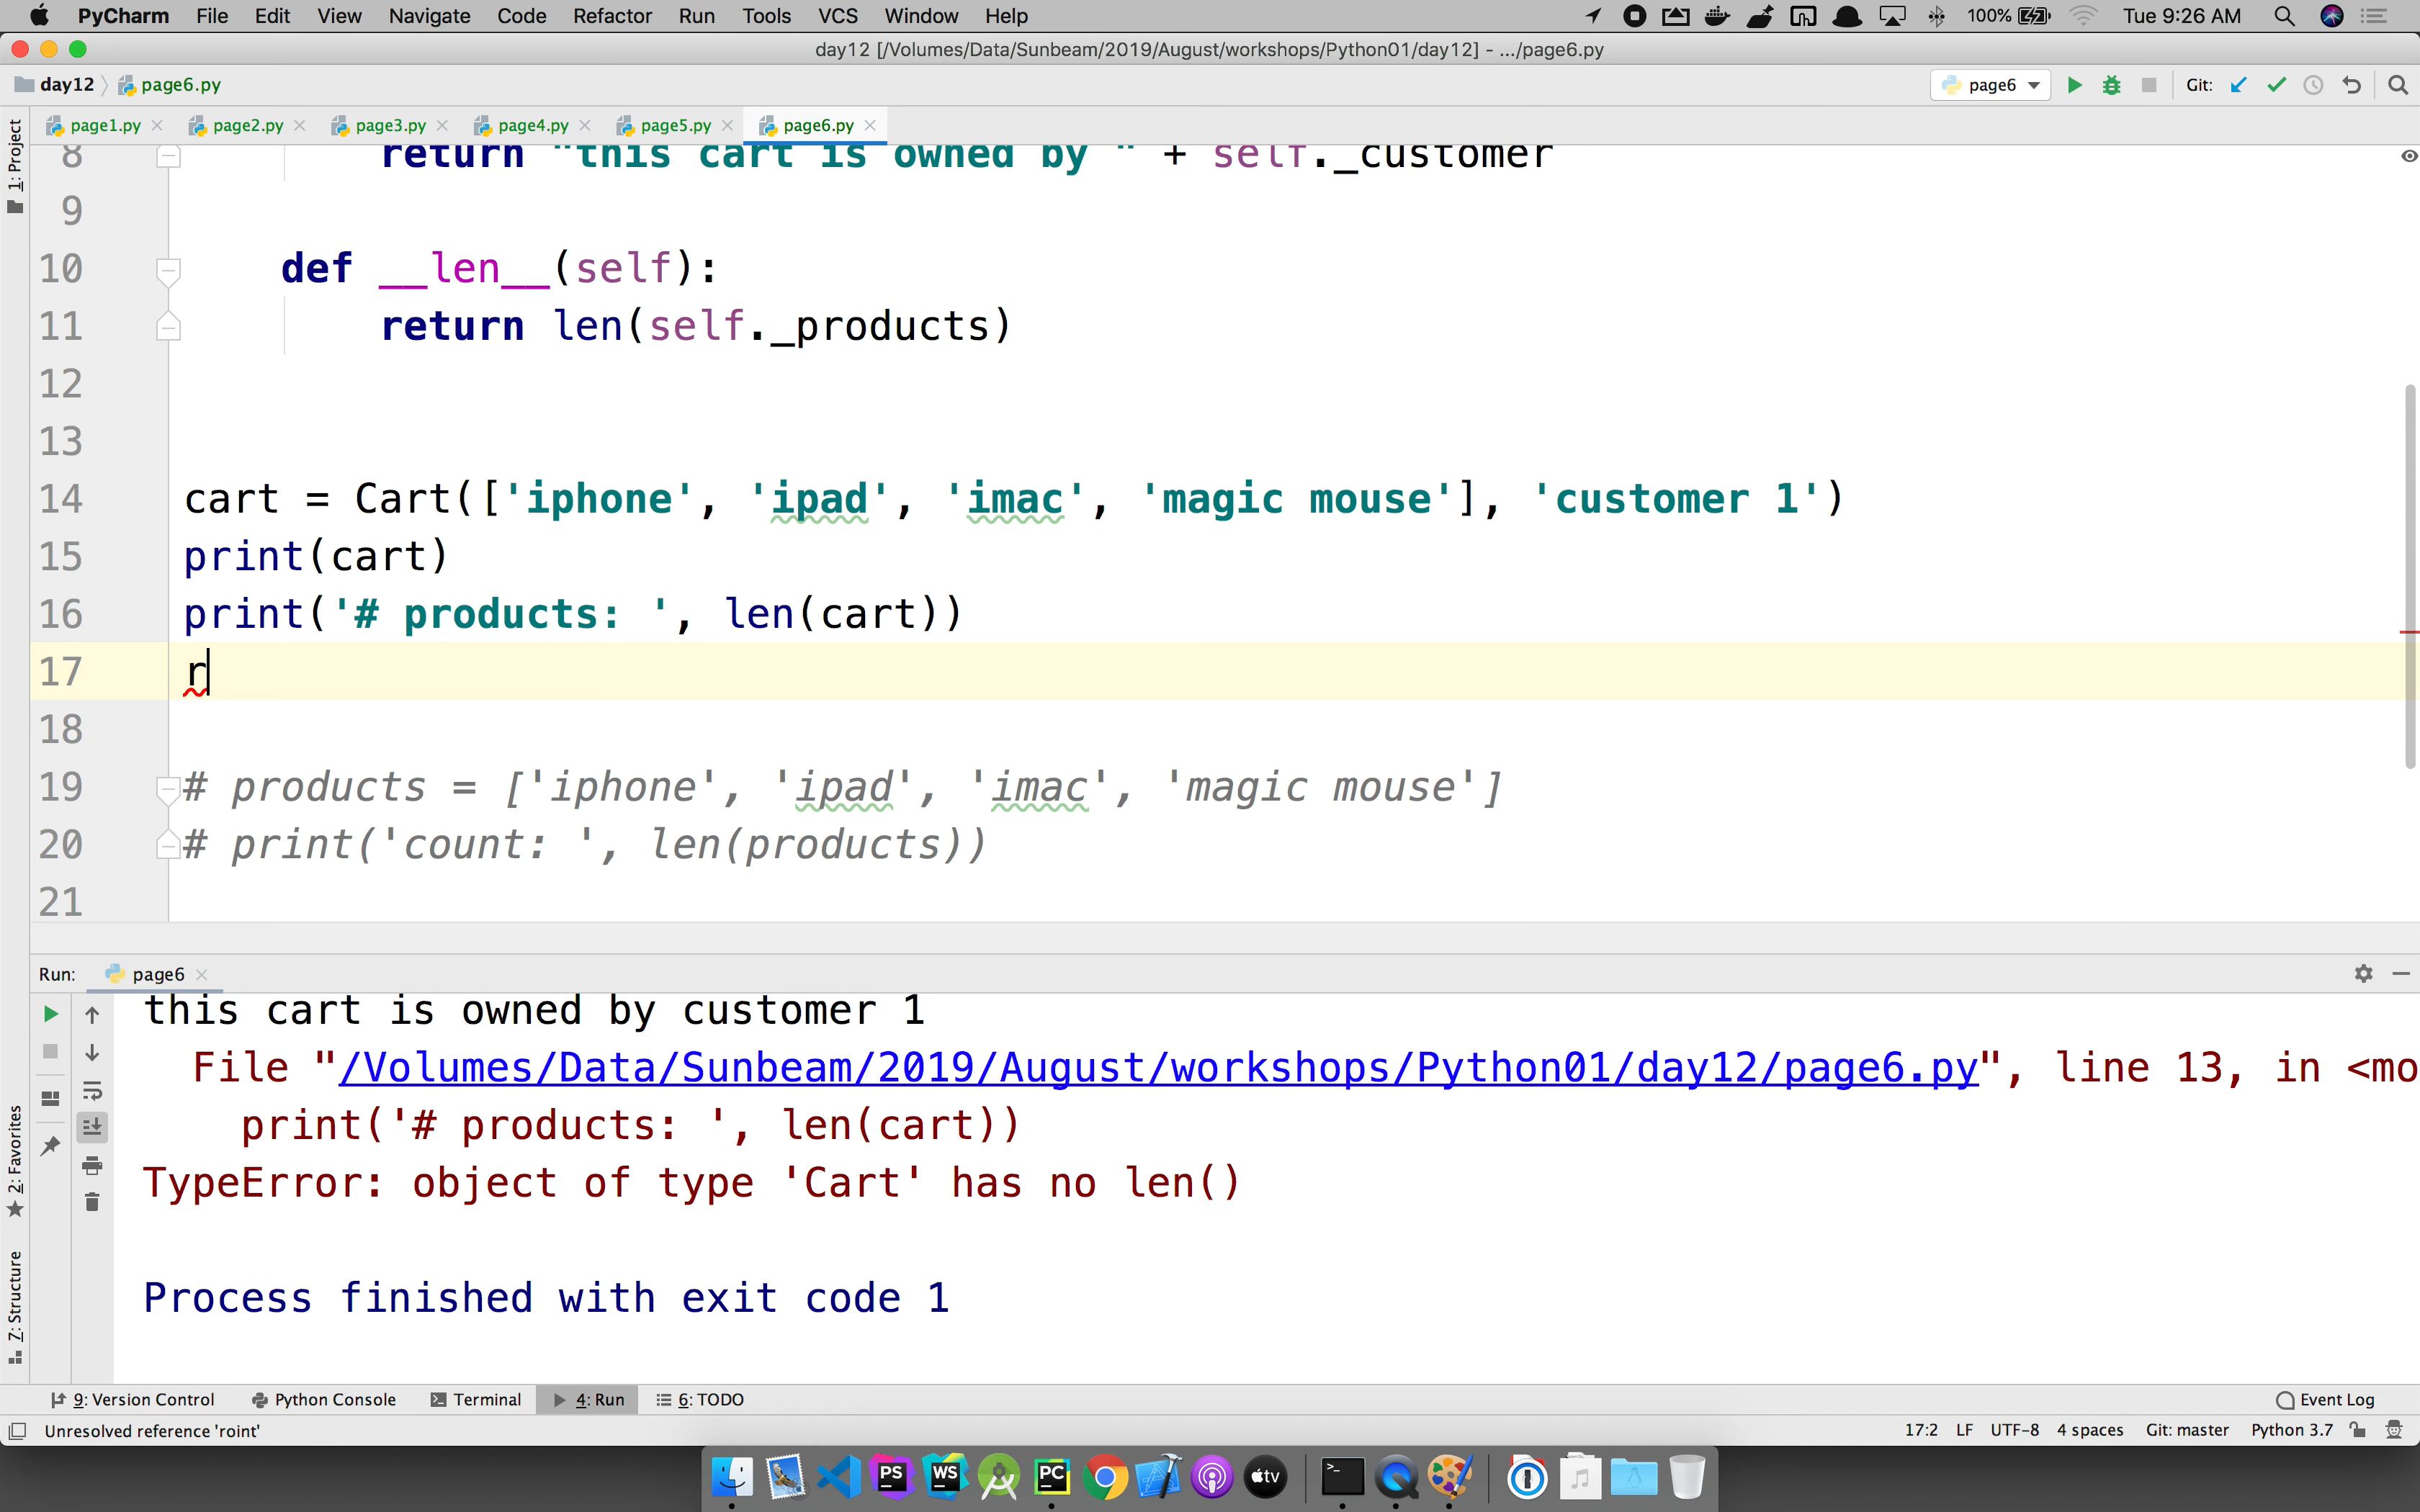 PyCharm File Edit View Navigate Code Refactor Run Tools VCS Window Help 100% Tue 9:26 AM
day12 [/Volumes/Data/Sunbeam/2019/August/workshops/Python01/day12] - .../page6.py
day12 page6.py page6 Git:
page1.py page2.py page3.py page4.py page5.py page6.py
1: Project
8 return "this cart is owned by " + self._customer
9
10 def __len__(self):
11 return len(self._products)
12
13
14 cart = Cart(['iphone', 'ipad', 'imac', 'magic mouse'], 'customer 1')
15 print(cart)
16 print('# products: ', len(cart))
17 r
18
19 # products = ['iphone', 'ipad', 'imac', 'magic mouse']
20 # print('count: ', len(products))
21
Run: page6
this cart is owned by customer 1
File "/Volumes/Data/Sunbeam/2019/August/workshops/Python01/day12/page6.py", line 13, in <mo
print('# products: ', len(cart))
TypeError: object of type 'Cart' has no len()
Process finished with exit code 1
2: Favorites
7: Structure
9: Version Control Python Console Terminal 4: Run 6: TODO Event Log
Unresolved reference 'roint' 17:2 LF UTF-8 4 spaces Git: master Python 3.7
PS WS PC tv